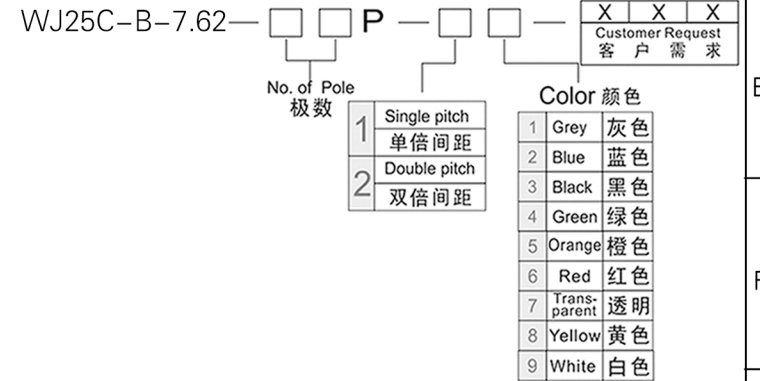 WJ25C-B-7.62— □ □ P — □ □ — X X X
Customer Request
客户需求
No. of Pole
极数
1 Single pitch
单倍间距
2 Double pitch
双倍间距
Color 颜色
1 Grey 灰色
2 Blue 蓝色
3 Black 黑色
4 Green 绿色
5 Orange 橙色
6 Red 红色
7 Trans-
parent 透明
8 Yellow 黄色
9 White 白色